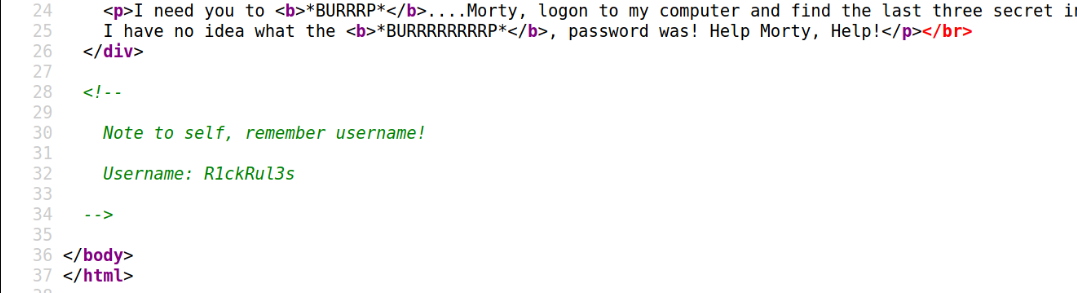 24 <p>I need you to <b>*BURRRP*</b>....Morty, logon to my computer and find the last three secret
25 I have no idea what the <b>*BURRRRRRRRP*</b>, password was! Help Morty, Help!</p></br>
26 </div>
27
28 <!--
29
30 Note to self, remember username!
31
32 Username: R1ckRul3s
33
34 -->
35
36 </body>
37 </html>